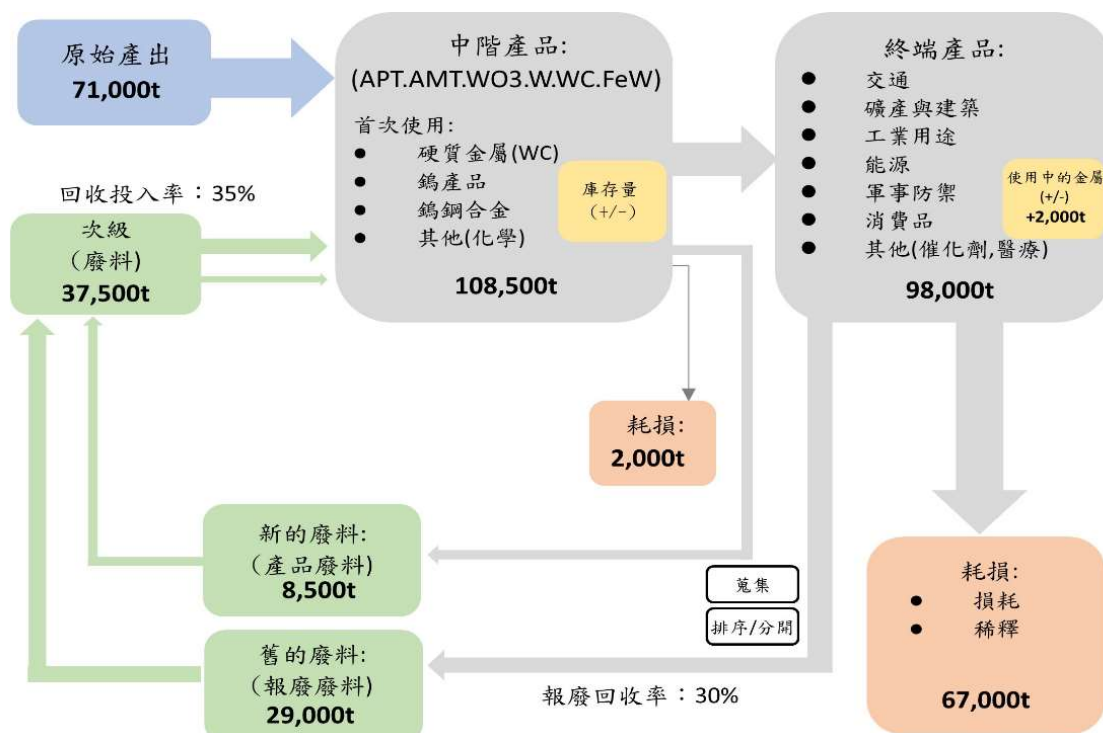 原始產出
71,000t
中階產品:
(APT.AMT.WO3.W.WC.FeW)
首次使用:
● 硬質金屬(WC)
● 鎢產品
● 鎢鋼合金
● 其他(化學)
庫存量
(+/−)
108,500t
終端產品:
● 交通
● 礦產與建築
● 工業用途
● 能源
● 軍事防禦
● 消費品
● 其他(催化劑,醫療)
使用中的金屬
(+/-)
+2,000t
98,000t
回收投入率：35%
次級
（廢料）
37,500t
耗損:
2,000t
新的廢料:
（產品廢料）
8,500t
蒐集
排序/分開
舊的廢料:
（報廢廢料）
29,000t
報廢回收率：30%
耗損:
● 損耗
● 稀釋
67,000t